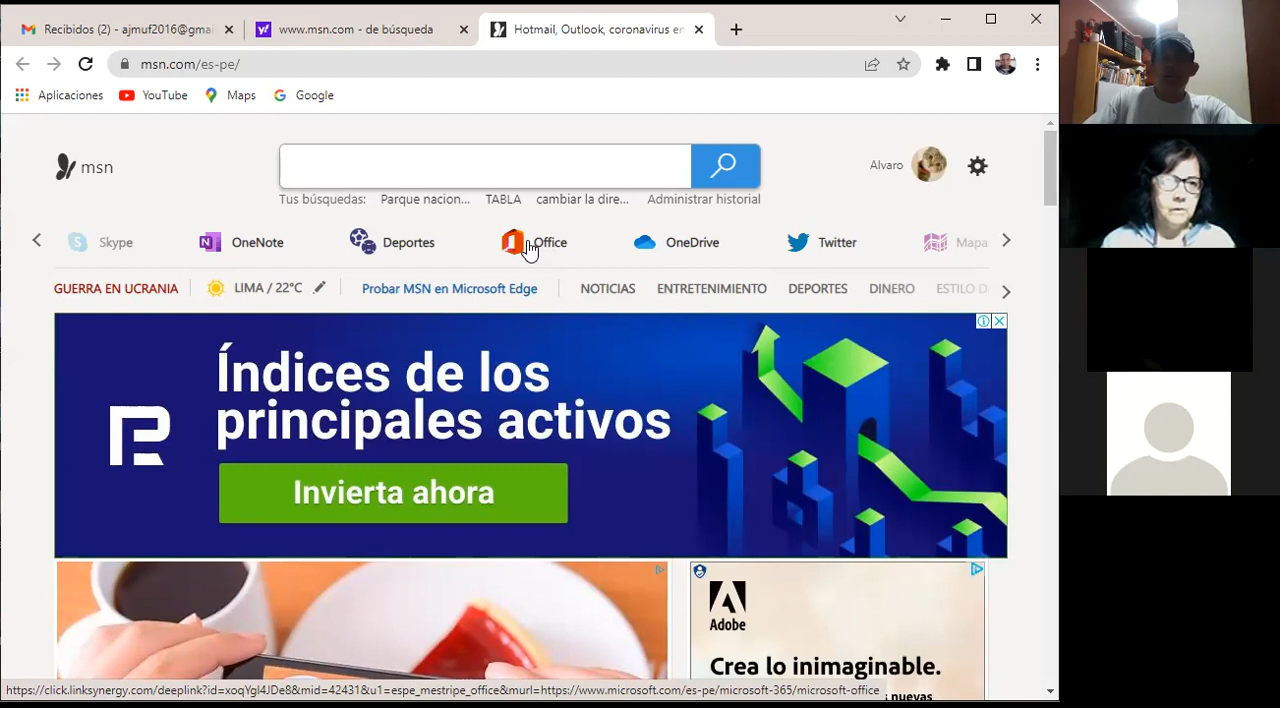 Recibidos (2) - ajmuf2016@gmai
www.msn.com - de búsqueda
Hotmail, Outlook, coronavirus en
msn.com/es-pe/
Aplicaciones YouTube Maps Google
msn
Alvaro
Tus búsquedas: Parque nacion... TABLA cambiar la dire... Administrar historial
Skype OneNote Deportes Office OneDrive Twitter Mapa
GUERRA EN UCRANIA LIMA / 22°C Probar MSN en Microsoft Edge NOTICIAS ENTRETENIMIENTO DEPORTES DINERO ESTILO D
Índices de los
principales activos
Invierta ahora
Adobe
Crea lo inimaginable.
s nuevas
https://click.linksynergy.com/deeplink?id=xoqYgI4JDe8&mid=42431&u1=espe_mestripe_office&murl=https://www.microsoft.com/es-pe/microsoft-365/microsoft-office